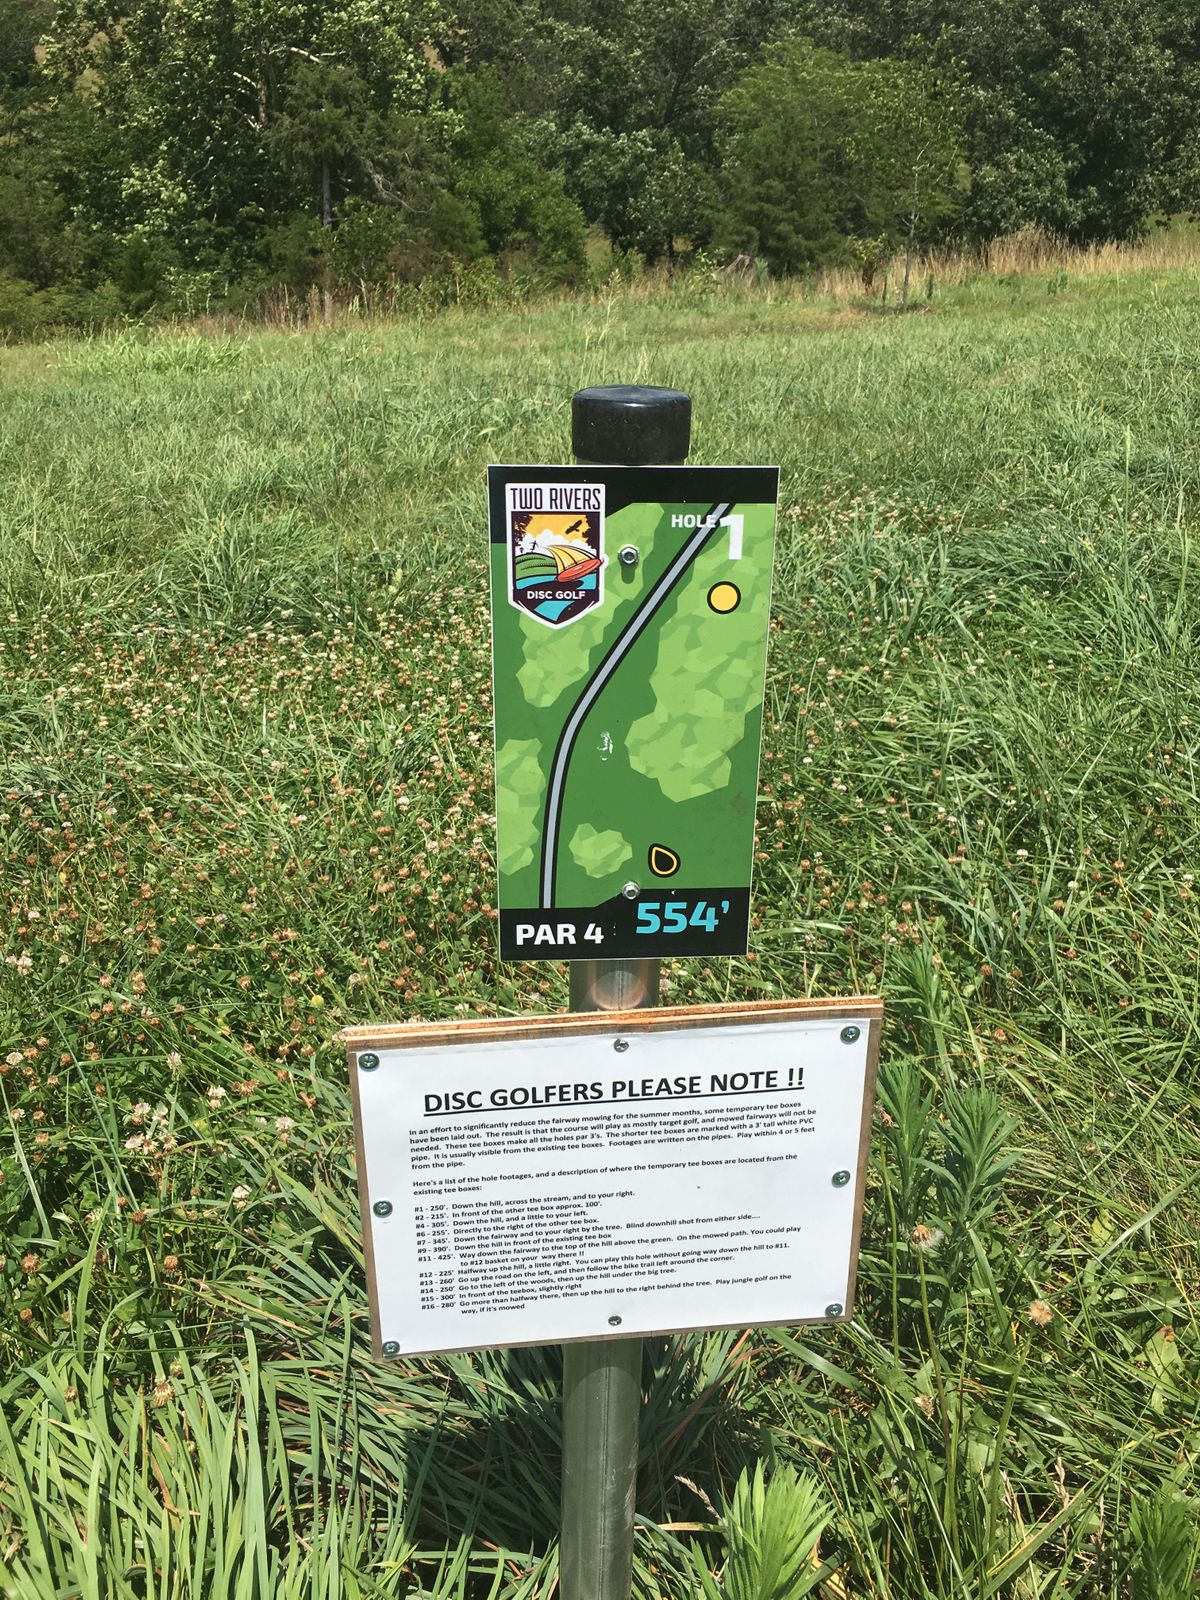 TWO RIVERS
DISC GOLF
HOLE 1
PAR 4
554'
DISC GOLFERS PLEASE NOTE !!
In an effort to significantly reduce the fairway mowing for the summer months, some temporary tee boxes
have been laid out. The result is that the course will play as mostly target golf, and mowed fairways will not be
needed. These tee boxes make all the holes par 3's. The shorter tee boxes are marked with a 3' tall white PVC
pipe. It is usually visible from the existing tee boxes. Footages are written on the pipes. Play within 4 or 5 feet
from the pipe.
Here's a list of the hole footages, and a description of where the temporary tee boxes are located from the
existing tee boxes:
#1 - 250'. Down the hill, across the stream, and to your right.
#2 - 215'. In front of the other tee box approx. 100'.
#4 - 305'. Down the hill, and a little to your left.
#6 - 255'. Directly to the right of the other tee box.
#7 - 345'. Down the fairway and to your right by the tree. Blind downhill shot from either side....
#9 - 390'. Down the hill in front of the existing tee box
#11 - 425'. Way down the fairway to the top of the hill above the green. On the mowed path. You could play
to #12 basket on your way there !!
#12 - 225' Halfway up the hill, a little right. You can play this hole without going way down the hill to #11.
#13 - 260' Go up the road on the left, and then follow the bike trail left around the corner.
#14 - 250' Go to the left of the woods, then up the hill under the big tree.
#15 - 300' In front of the teebox, slightly right
#16 - 280' Go more than halfway there, then up the hill to the right behind the tree. Play jungle golf on the
way, if it's mowed